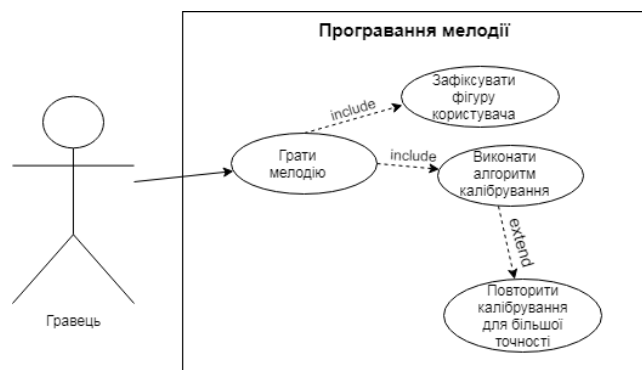 Програвання мелодії
Зафіксувати
фігуру
користувача
include
Грати
мелодію
include
Виконати
алгоритм
калібрування
extend
Повторити
калібрування
для більшої
точності
Гравець